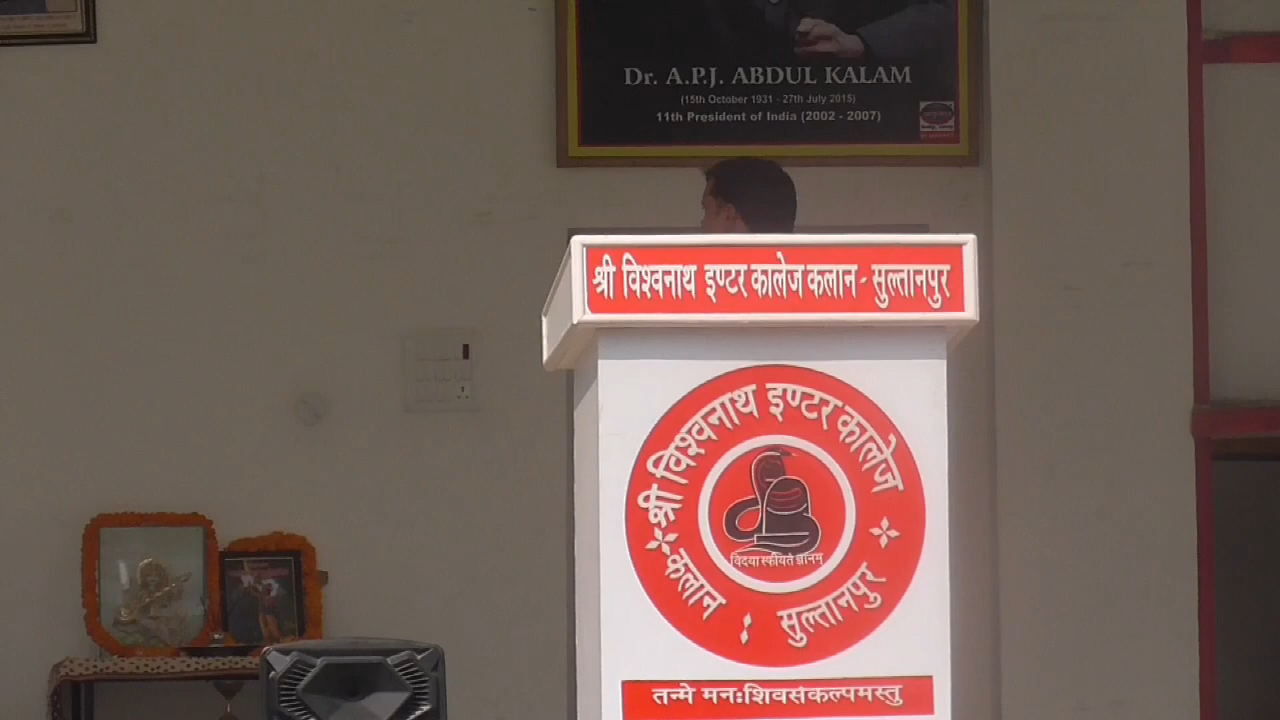 Dr. A.P.J. ABDUL KALAM
(15th October 1931 - 27th July 2015)
11th President of India (2002 - 2007)
श्री विश्वनाथ इण्टर कालेज कलान - सुल्तानपुर
श्री विश्वनाथ इण्टर कालेज
विदया स्फीयते ज्ञानम्
कलान
सुल्तानपुर
तन्मे मनःशिवसंकल्पमस्तु